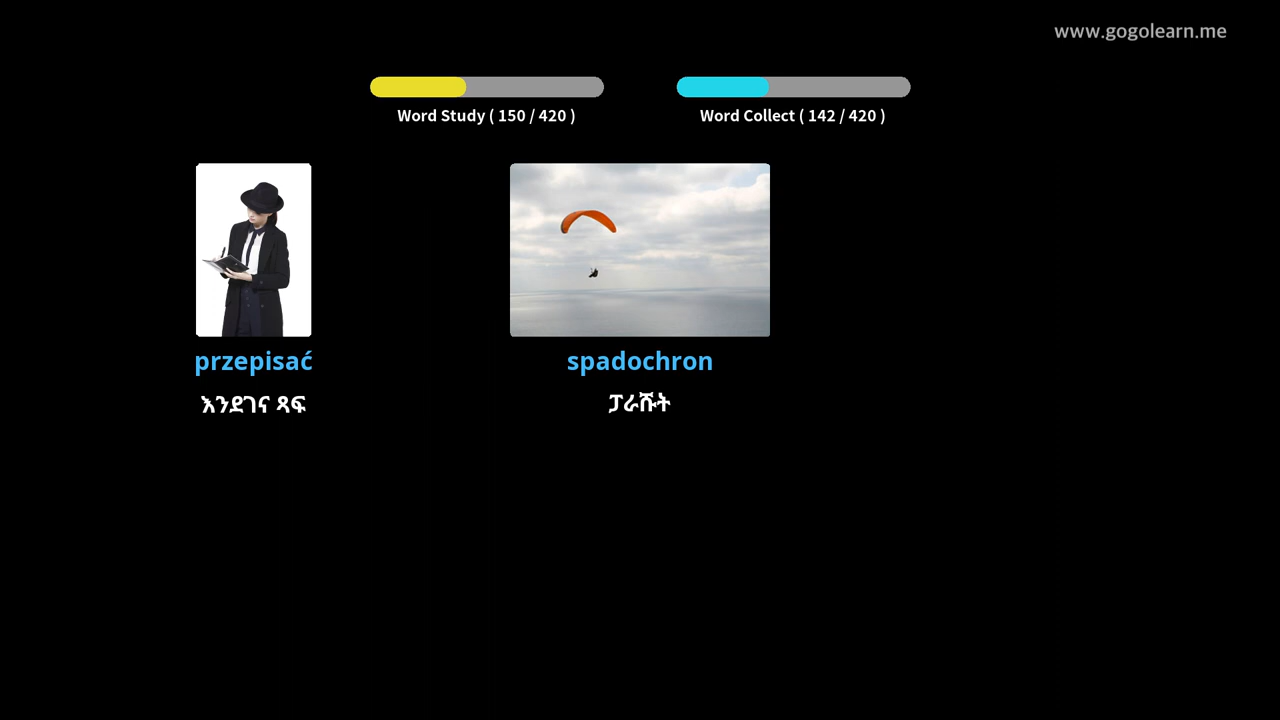 www.gogolearn.me
Word Study ( 150 / 420 )
Word Collect ( 142 / 420 )
przepisać
spadochron
እንደገና ጻፍ
ፓራሹት